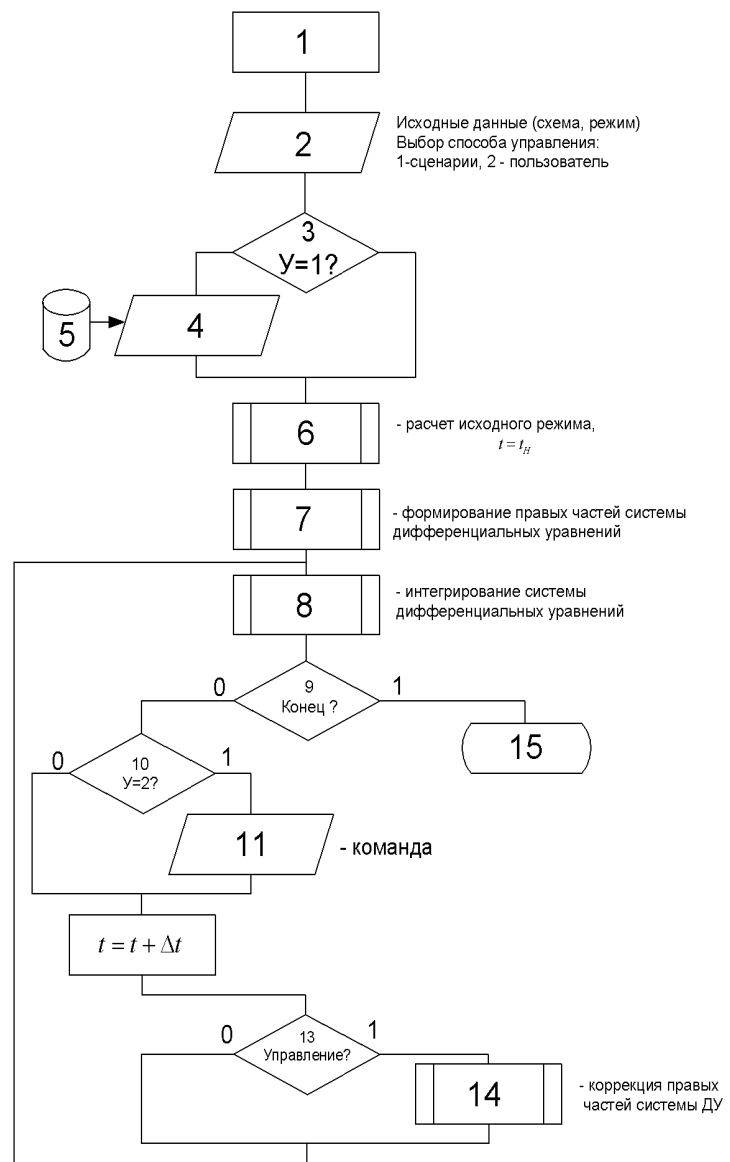 1
2
Исходные данные (схема, режим)
Выбор способа управления:
1-сценарии, 2 - пользователь
3
У=1?
5
4
6
- расчет исходного режима,
t = tН
7
- формирование правых частей системы
дифференциальных уравнений
8
- интегрирование системы
дифференциальных уравнений
0
9
Конец ?
1
15
0
10
У=2?
1
11
- команда
t = t + Δt
0
13
Управление?
1
14
- коррекция правых
частей системы ДУ